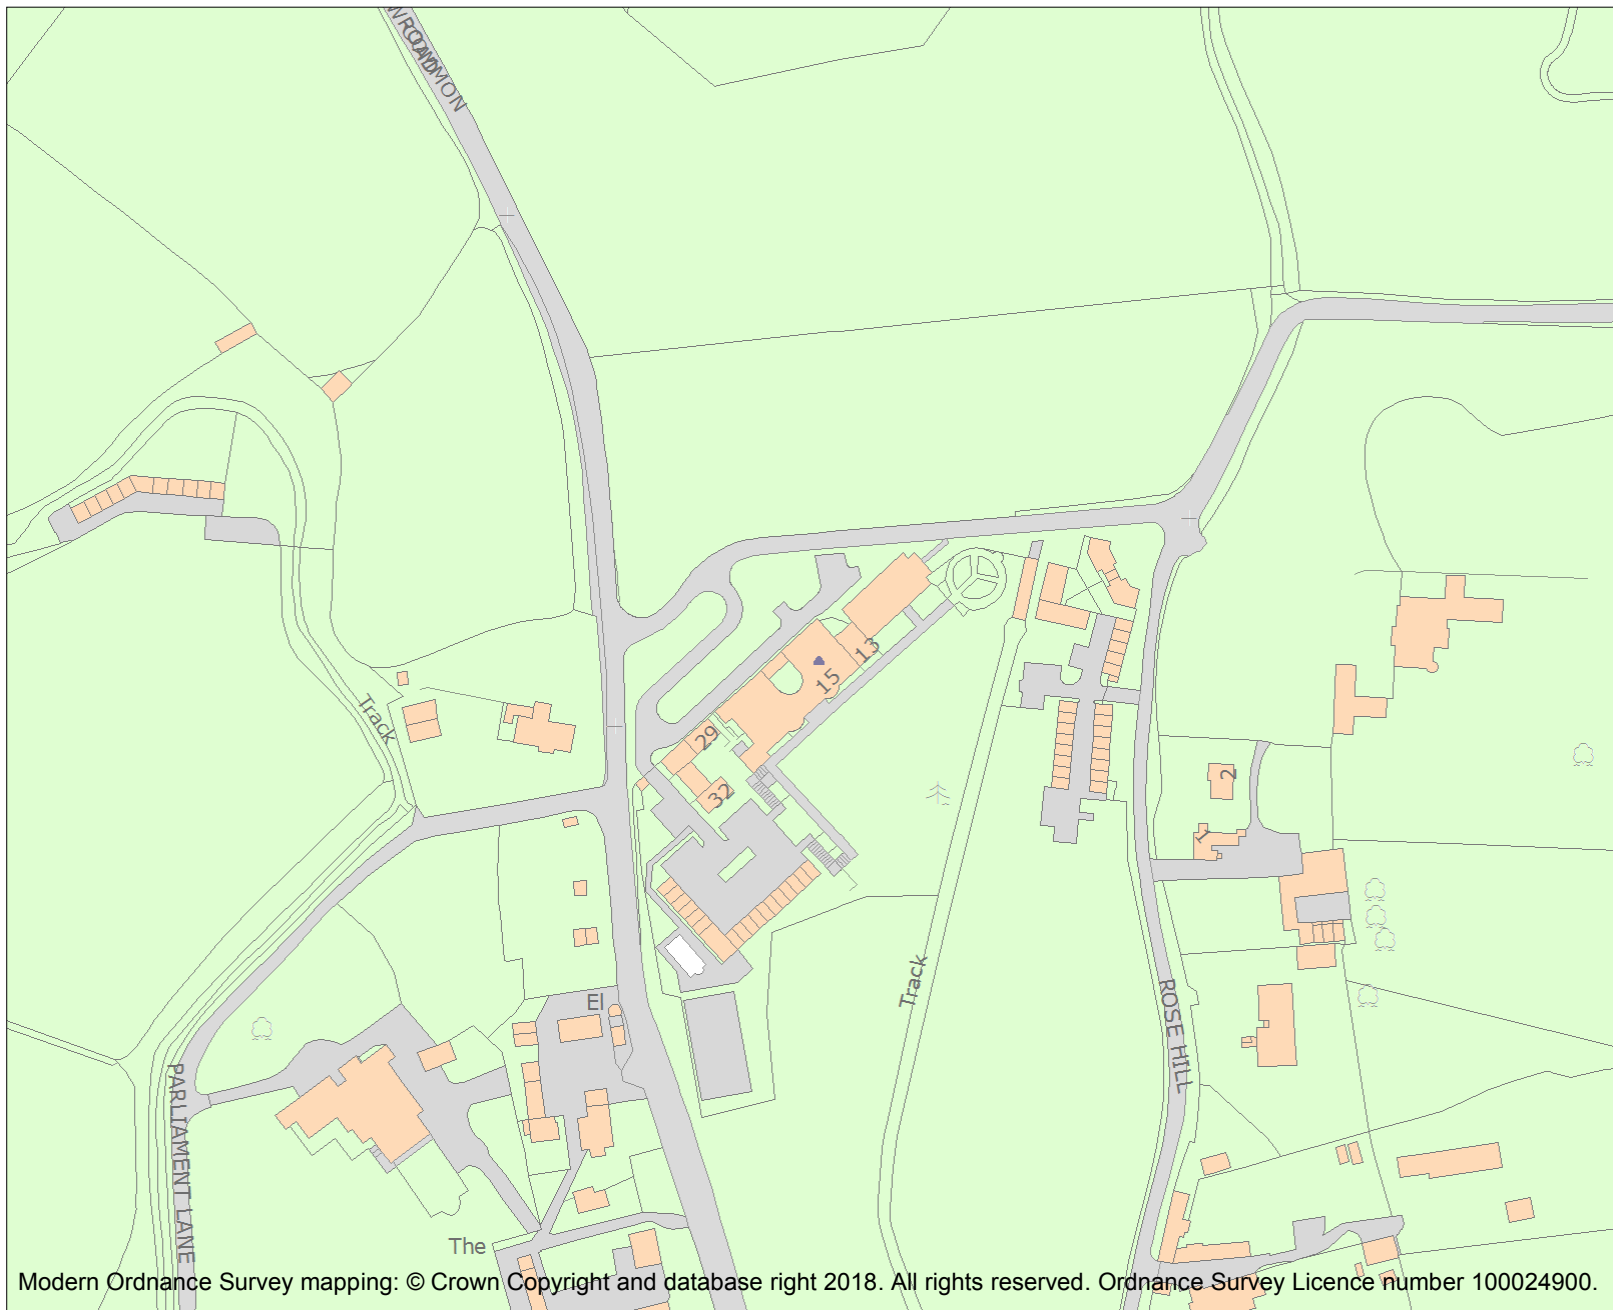 COMMON
ROAD
13
15
29
32
2
1
Track
Track
El
ROSE HILL
PARLIAMENT LANE
The
Modern Ordnance Survey mapping: © Crown Copyright and database right 2018. All rights reserved. Ordnance Survey Licence number 100024900.